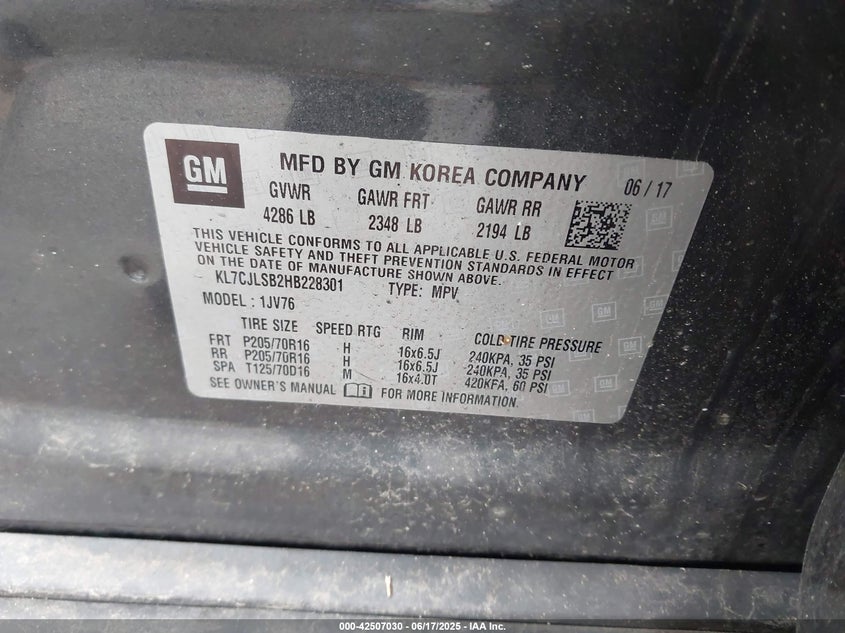 GM
MFD BY GM KOREA COMPANY 06 / 17
GVWR GAWR FRT GAWR RR
4286 LB 2348 LB 2194 LB
THIS VEHICLE CONFORMS TO ALL APPLICABLE U.S. FEDERAL MOTOR
VEHICLE SAFETY AND THEFT PREVENTION STANDARDS IN EFFECT
ON THE DATE OF MANUFACTURE SHOWN ABOVE.
KL7CJLSB2HB228301 TYPE: MPV
MODEL : 1JV76
TIRE SIZE SPEED RTG RIM COLD TIRE PRESSURE
FRT P205/70R16 H 16x6.5J 240KPA, 35 PSI
RR P205/70R16 H 16x6.5J 240KPA, 35 PSI
SPA T125/70D16 M 16x4.0T 420KPA, 60 PSI
SEE OWNER'S MANUAL FOR MORE INFORMATION.
000-42507030 - 06/17/2025 - IAA Inc.